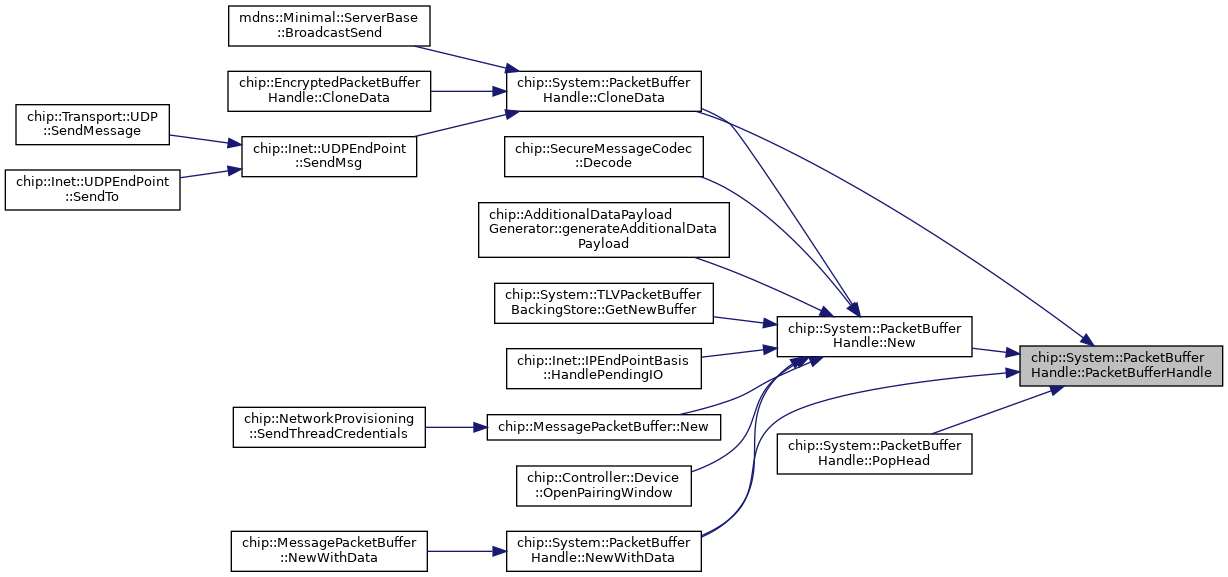 mdns::Minimal::ServerBase
::BroadcastSend
chip::EncryptedPacketBuffer
Handle::CloneData
chip::System::PacketBuffer
Handle::CloneData
chip::Transport::UDP
::SendMessage
chip::Inet::UDPEndPoint
::SendMsg
chip::SecureMessageCodec
::Decode
chip::Inet::UDPEndPoint
::SendTo
chip::AdditionalDataPayload
Generator::generateAdditionalData
Payload
chip::System::TLVPacketBuffer
BackingStore::GetNewBuffer
chip::System::PacketBuffer
Handle::New
chip::System::PacketBuffer
Handle::PacketBufferHandle
chip::Inet::IPEndPointBasis
::HandlePendingIO
chip::NetworkProvisioning
::SendThreadCredentials
chip::MessagePacketBuffer::New
chip::System::PacketBuffer
Handle::PopHead
chip::Controller::Device
::OpenPairingWindow
chip::MessagePacketBuffer
::NewWithData
chip::System::PacketBuffer
Handle::NewWithData